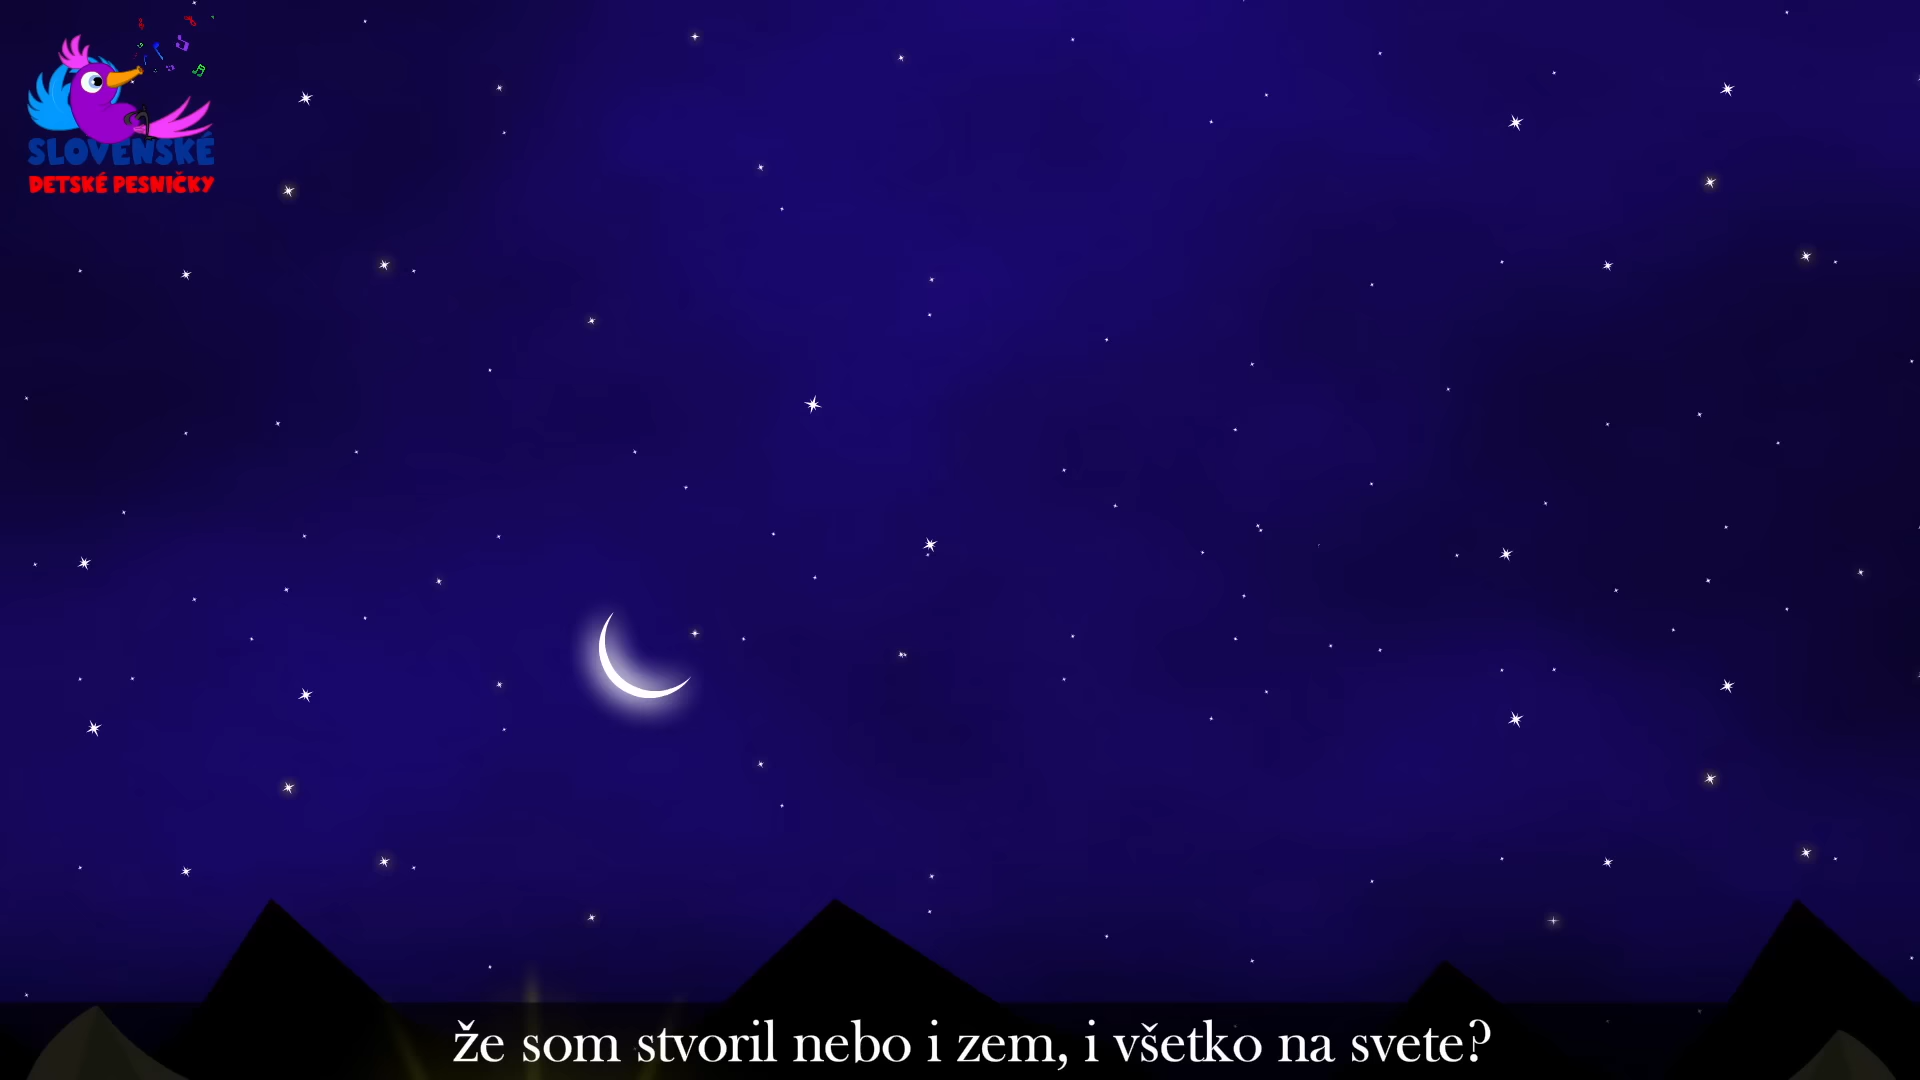 SLOVENSKÉ
DETSKÉ PESNIČKY
že som stvoril nebo i zem, i všetko na svete?